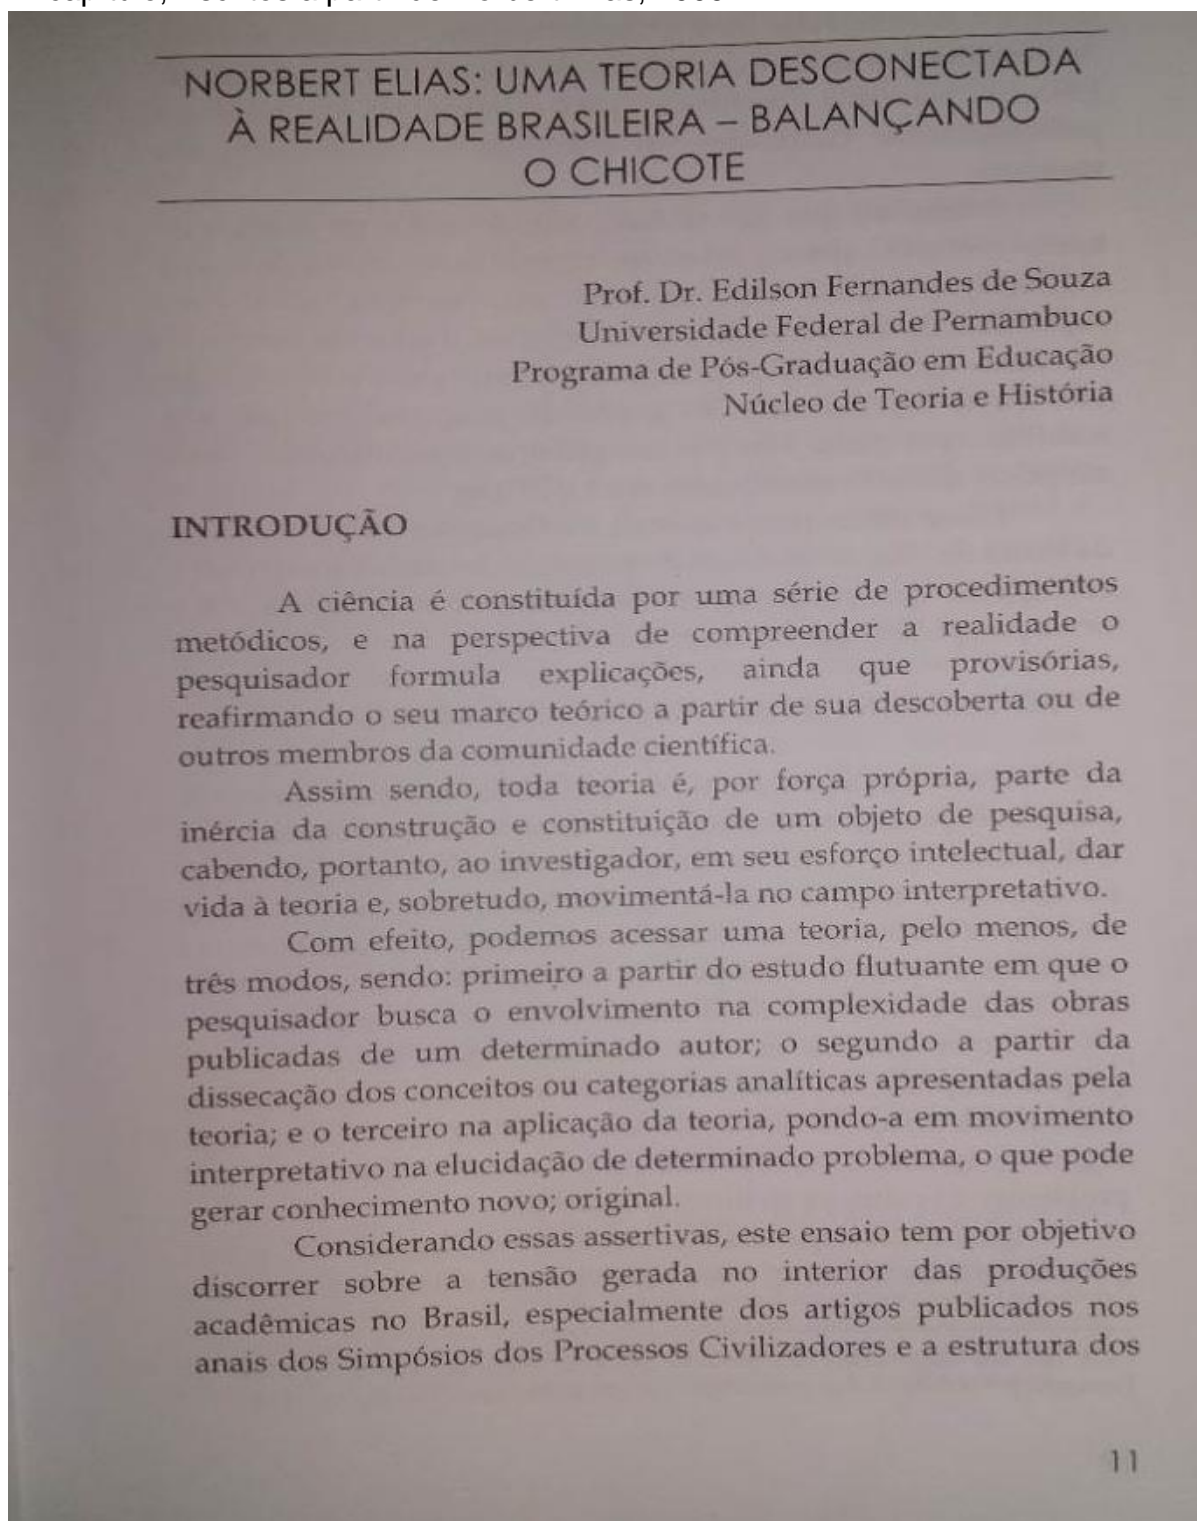 NORBERT ELIAS: UMA TEORIA DESCONECTADA
À REALIDADE BRASILEIRA – BALANÇANDO
O CHICOTE
Prof. Dr. Edilson Fernandes de Souza
Universidade Federal de Pernambuco
Programa de Pós-Graduação em Educação
Núcleo de Teoria e História
INTRODUÇÃO
A ciência é constituída por uma série de procedimentos
metódicos, e na perspectiva de compreender a realidade o
pesquisador formula explicações, ainda que provisórias,
reafirmando o seu marco teórico a partir de sua descoberta ou de
outros membros da comunidade científica.
Assim sendo, toda teoria é, por força própria, parte da
inércia da construção e constituição de um objeto de pesquisa,
cabendo, portanto, ao investigador, em seu esforço intelectual, dar
vida à teoria e, sobretudo, movimentá-la no campo interpretativo.
Com efeito, podemos acessar uma teoria, pelo menos, de
três modos, sendo: primeiro a partir do estudo flutuante em que o
pesquisador busca o envolvimento na complexidade das obras
publicadas de um determinado autor; o segundo a partir da
dissecação dos conceitos ou categorias analíticas apresentadas pela
teoria; e o terceiro na aplicação da teoria, pondo-a em movimento
interpretativo na elucidação de determinado problema, o que pode
gerar conhecimento novo; original.
Considerando essas assertivas, este ensaio tem por objetivo
discorrer sobre a tensão gerada no interior das produções
acadêmicas no Brasil, especialmente dos artigos publicados nos
anais dos Simpósios dos Processos Civilizadores e a estrutura dos
11